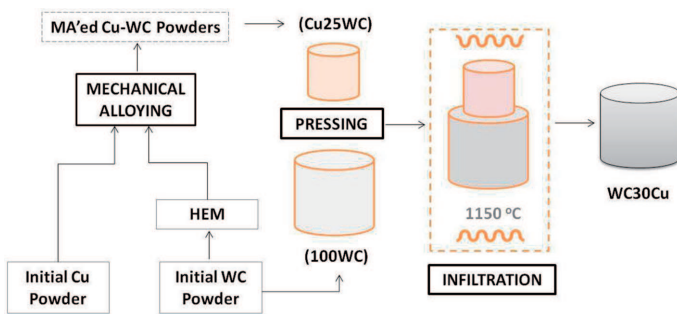 MA'ed Cu-WC Powders
(Cu25WC)
MECHANICAL
ALLOYING
PRESSING
WC30Cu
HEM
1150 °C
Initial Cu
Powder
Initial WC
Powder
(100WC)
INFILTRATION